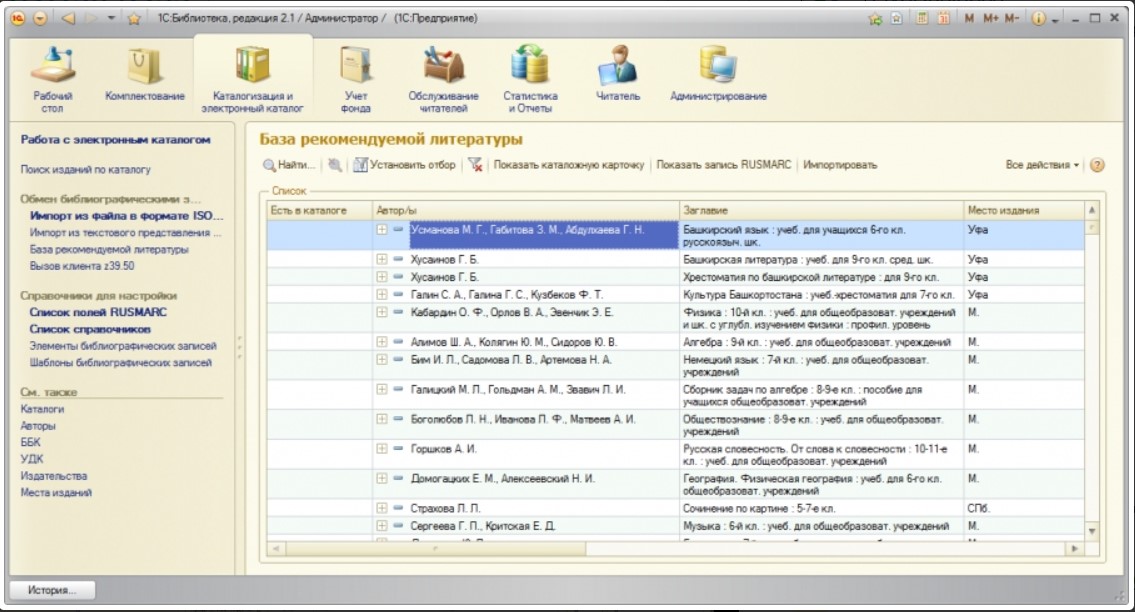 1С:Библиотека, редакция 2.1 / Администратор / (1С:Предприятие)
M M+ M-
Рабочий стол
Комплектование
Каталогизация и электронный каталог
Учет фонда
Обслуживание читателей
Статистика и Отчеты
Читатель
Администрирование
Работа с электронным каталогом
Поиск изданий по каталогу
Обмен библиографическими з...
Импорт из файла в формате ISO...
Импорт из текстового представления ...
База рекомендуемой литературы
Вызов клиента z39.50
Справочники для настройки
Список полей RUSMARC
Список справочников
Элементы библиографических записей
Шаблоны библиографических записей
См. также
Каталоги
Авторы
ББК
УДК
Издательства
Места изданий
База рекомендуемой литературы
Найти... Установить отбор Показать каталожную карточку Показать запись RUSMARC Импортировать Все действия
Список
Есть в каталоге Автор/ы Заглавие Место издания
Усманова М. Г., Габитова З. М., Абдулхаева Г. Н. Башкирский язык : учеб. для учащихся 6-го кл. Уфа
русскоязыч. шк.
Хусаинов Г. Б. Башкирская литература : учеб. для 9-го кл. сред. шк. Уфа
Хусаинов Г. Б. Хрестоматия по башкирской литературе : для 9-го кл. Уфа
Галин С. А., Галина Г. С., Кузбеков Ф. Т. Культура Башкортостана : учеб.-хрестоматия для 7-го кл. Уфа
Кабардин О. Ф., Орлов В. А., Эвенчик Э. Е. Физика : 10-й кл. : учеб. для общеобразоват. учреждений М.
и шк. с углубл. изучением физики : профил. уровень
Алимов Ш. А., Колягин Ю. М., Сидоров Ю. В. Алгебра : 9-й кл. : учеб. для общеобразоват. учреждений М.
Бим И. Л., Садомова Л. В., Артемова Н. А. Немецкий язык : 7-й кл. : учеб. для общеобразоват. М.
учреждений
Галицкий М. Л., Гольдман А. М., Звавич Л. И. Сборник задач по алгебре : 8-9-е кл. : пособие для М.
учащихся общеобразоват. учреждений
Боголюбов Л. Н., Иванова Л. Ф., Матвеев А. И. Обществознание : 8-9-е кл. : учеб. для общеобразоват. М.
учреждений
Горшков А. И. Русская словесность. От слова к словесности : 10-11-е М.
кл. : учеб. для общеобразоват. учреждений
Домогацких Е. М., Алексеевский Н. И. География. Физическая география : учеб. для 6-го кл. М.
общеобразоват. учреждений
Страхова Л. Л. Сочинение по картине : 5-7-е кл. СПб.
Сергеева Г. П., Критская Е. Д. Музыка : 6-й кл. : учеб. для общеобразоват. учреждений М.
История...